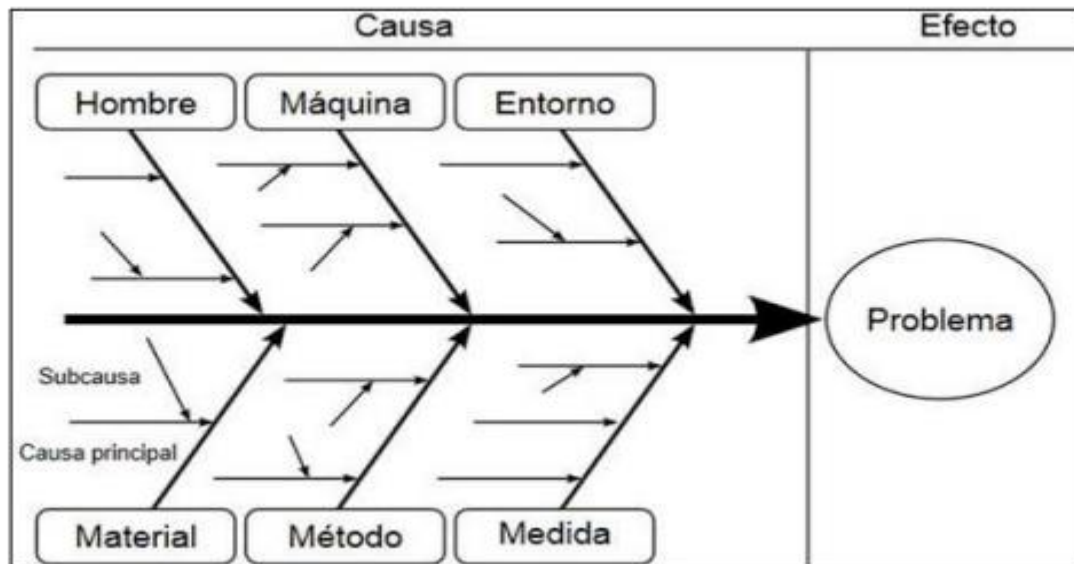 Causa
Efecto
Hombre
Máquina
Entorno
Problema
Subcausa
Causa principal
Material
Método
Medida